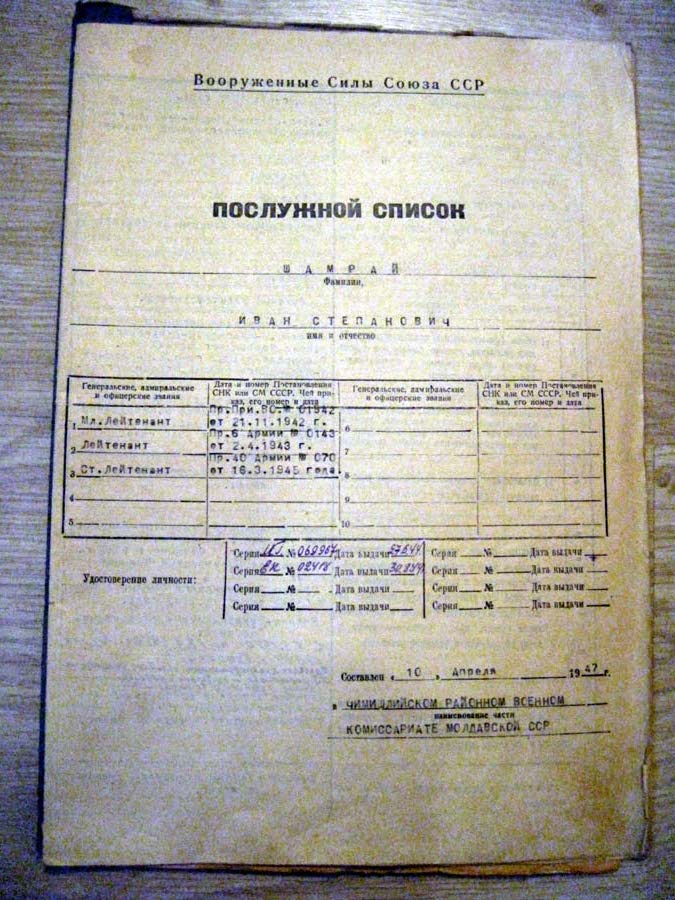 Вооруженные Силы Союза ССР
ПОСЛУЖНОЙ СПИСОК
ШАМРАЙ
Фамилия,
ИВАН СТЕПАНОВИЧ
имя и отчество
Генеральские, адмиральские и офицерские звания
Дата и номер Постановления СНК или СМ СССР. Чей приказ, его номер и дата
Генеральские, адмиральские и офицерские звания
Дата и номер Постановления СНК или СМ СССР. Чей приказ, его номер и дата
Пр.При.ВО.№ 01942
1 Мл.Лейтенант от 21.11.1942 г. 6
Пр.6 Армии № 0143
2 Лейтенант от 2.4.1943 г.
Пр.40 Армии № 070
3 Ст.Лейтенант от 16.3.1945 года. 8
4 9
5 10
Удостоверение личности:
Серия № 069967 Дата выдачи Серия № Дата выдачи
Серия № 02418 Дата выдачи Серия № Дата выдачи
Серия № Дата выдачи Серия № Дата выдачи
Серия № Дата выдачи Серия № Дата выдачи
Составлен « 10 » Апреля 1947 г.
в ЧИМИШЛИЙСКОМ РАЙОННОМ ВОЕННОМ
наименование части
КОМИССАРИАТЕ МОЛДАВСКОЙ ССР